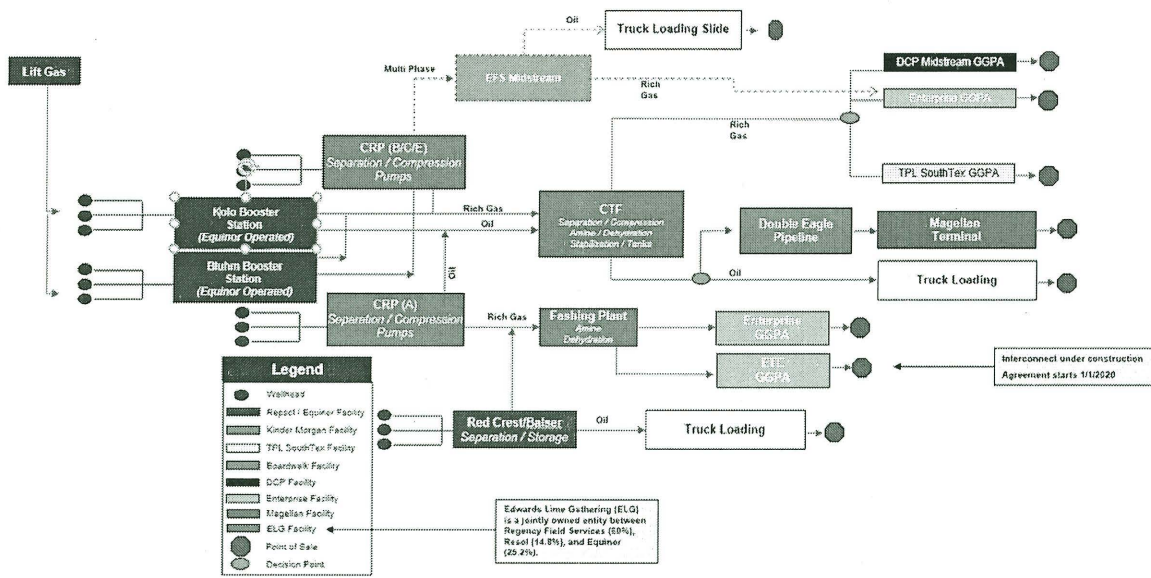 Oil
Truck Loading Slide
Lift Gas
Multi Phase
EFS Midstream
DCP Midstream GGPA
Rich
Gas
Enterprise GGPA
Rich
Gas
CRP (B/C/E)
Separation / Compression
Pumps
TPL SouthTex GGPA
Kolo Booster
Station
(Equinor Operated)
Rich Gas
Oil
CTF
Separation / Compression
Amine / Dehydration
Stabilization / Tanks
Double Eagle
Pipeline
Magellan
Terminal
Bluhm Booster
Station
(Equinor Operated)
Oil
Oil
Truck Loading
CRP (A)
Separation / Compression
Pumps
Rich Gas
Fashing Plant
Amine
Dehydration
Enterprise
GGPA
ETC
GGPA
Interconnect under construction
Agreement starts 1/1/2020
Legend
Wellhead
Repsol / Equinor Facility
Kinder Morgan Facility
TPL SouthTex Facility
Boardwalk Facility
DCP Facility
Enterprise Facility
Magellan Facility
ELG Facility
Point of Sale
Decision Point
Red Crest/Balser
Separation / Storage
Oil
Truck Loading
Edwards Lime Gathering (ELG)
is a jointly owned entity between
Regency Field Services (60%),
Resol (14.8%), and Equinor
(25.2%).